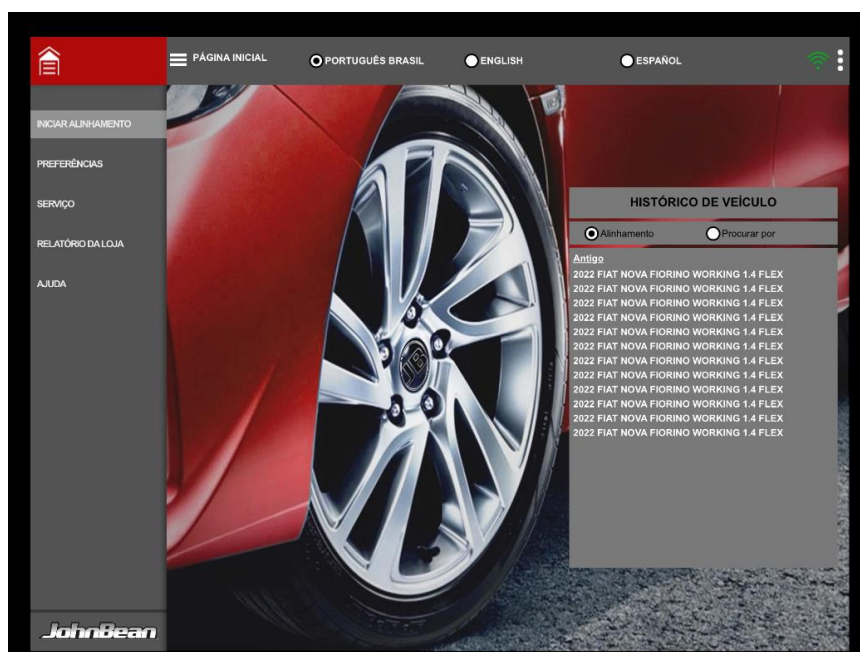 PÁGINA INICIAL
PORTUGUÊS BRASIL
ENGLISH
ESPAÑOL
INICIAR ALINHAMENTO
PREFERÊNCIAS
SERVIÇO
RELATÓRIO DA LOJA
AJUDA
HISTÓRICO DE VEÍCULO
Alinhamento
Procurar por
Antigo
2022 FIAT NOVA FIORINO WORKING 1.4 FLEX
2022 FIAT NOVA FIORINO WORKING 1.4 FLEX
2022 FIAT NOVA FIORINO WORKING 1.4 FLEX
2022 FIAT NOVA FIORINO WORKING 1.4 FLEX
2022 FIAT NOVA FIORINO WORKING 1.4 FLEX
2022 FIAT NOVA FIORINO WORKING 1.4 FLEX
2022 FIAT NOVA FIORINO WORKING 1.4 FLEX
2022 FIAT NOVA FIORINO WORKING 1.4 FLEX
2022 FIAT NOVA FIORINO WORKING 1.4 FLEX
2022 FIAT NOVA FIORINO WORKING 1.4 FLEX
2022 FIAT NOVA FIORINO WORKING 1.4 FLEX
2022 FIAT NOVA FIORINO WORKING 1.4 FLEX
JB
JohnBean